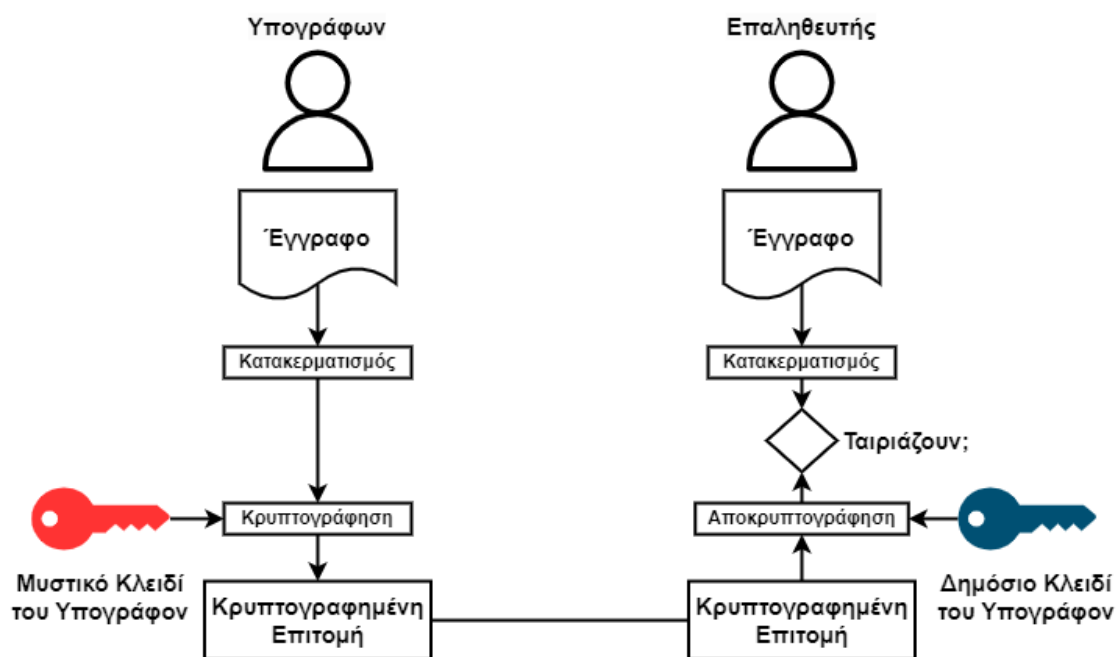 Υπογράφων
Επαληθευτής
Έγγραφο
Έγγραφο
Κατακερματισμός
Κατακερματισμός
Ταιριάζουν;
Κρυπτογράφηση
Αποκρυπτογράφηση
Μυστικό Κλειδί
του Υπογράφον
Κρυπτογραφημένη
Επιτομή
Κρυπτογραφημένη
Επιτομή
Δημόσιο Κλειδί
του Υπογράφον